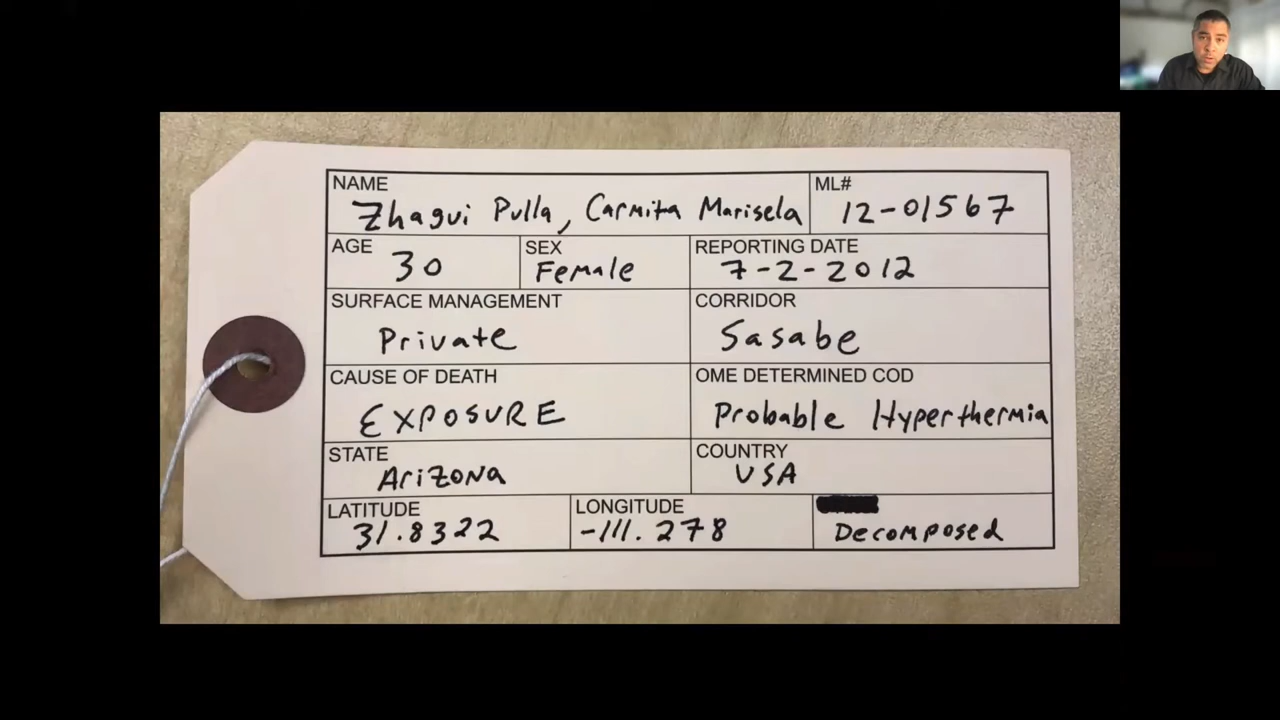 NAME
Zhagui Pulla, Carmita Marisela
ML#
12-01567
AGE
30
SEX
Female
REPORTING DATE
7-2-2012
SURFACE MANAGEMENT
Private
CORRIDOR
Sasabe
CAUSE OF DEATH
EXPOSURE
OME DETERMINED COD
Probable Hyperthermia
STATE
Arizona
COUNTRY
USA
LATITUDE
31.8322
LONGITUDE
-111.278
Decomposed